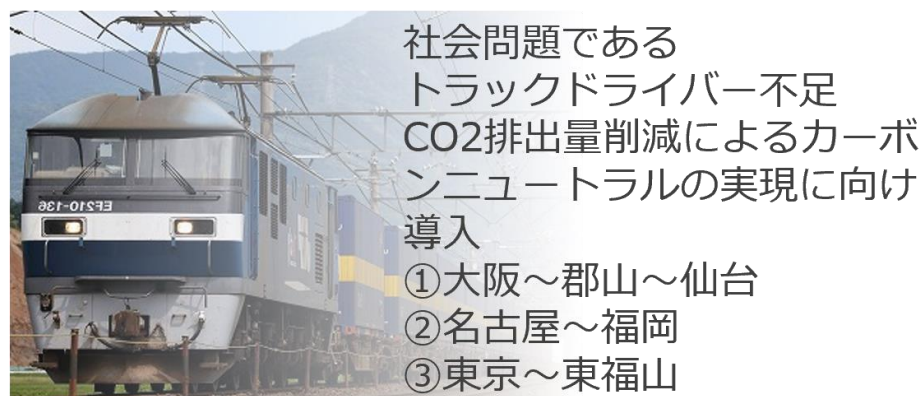 EF210-136
社会問題である
トラックドライバー不足
CO2排出量削減によるカーボ
ンニュートラルの実現に向け
導入
①大阪～郡山～仙台
②名古屋～福岡
③東京～東福山